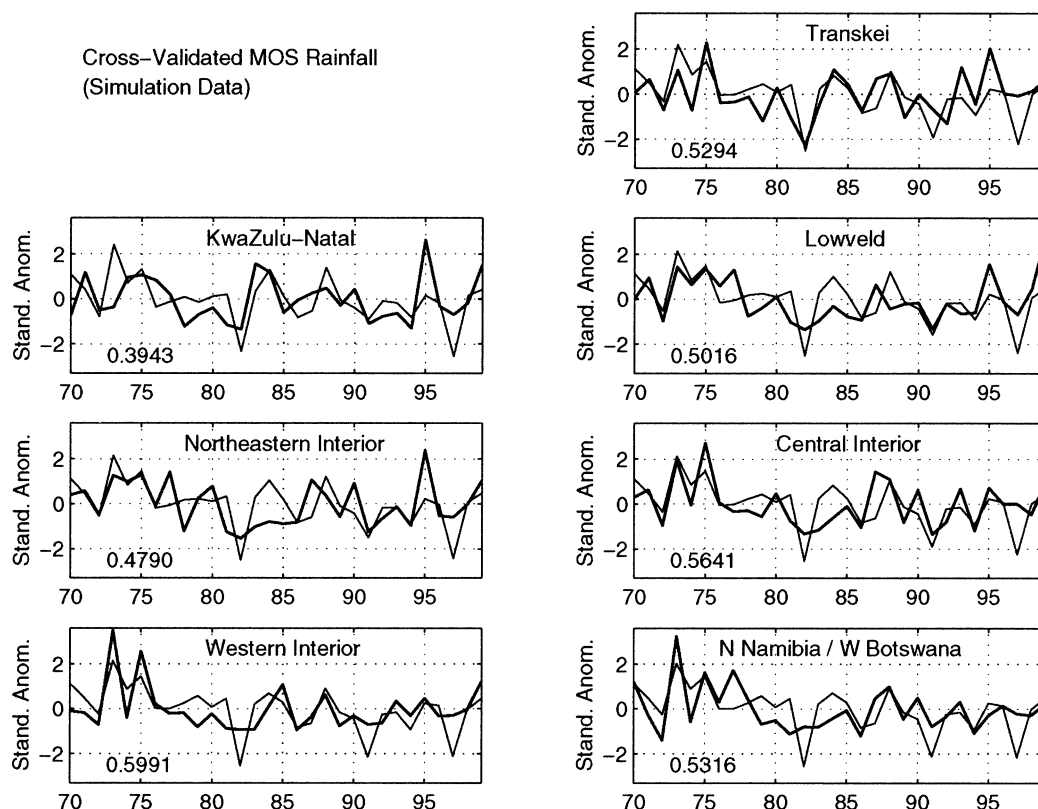 Cross-Validated MOS Rainfall
(Simulation Data)
Transkei
Stand. Anom.
2
0
-2
0.5294
70 75 80 85 90 95
KwaZulu-Natal
Stand. Anom.
2
0
-2
0.3943
70 75 80 85 90 95
Lowveld
Stand. Anom.
2
0
-2
0.5016
70 75 80 85 90 95
Northeastern Interior
Stand. Anom.
2
0
-2
0.4790
70 75 80 85 90 95
Central Interior
Stand. Anom.
2
0
-2
0.5641
70 75 80 85 90 95
Western Interior
Stand. Anom.
2
0
-2
0.5991
70 75 80 85 90 95
N Namibia / W Botswana
Stand. Anom.
2
0
-2
0.5316
70 75 80 85 90 95